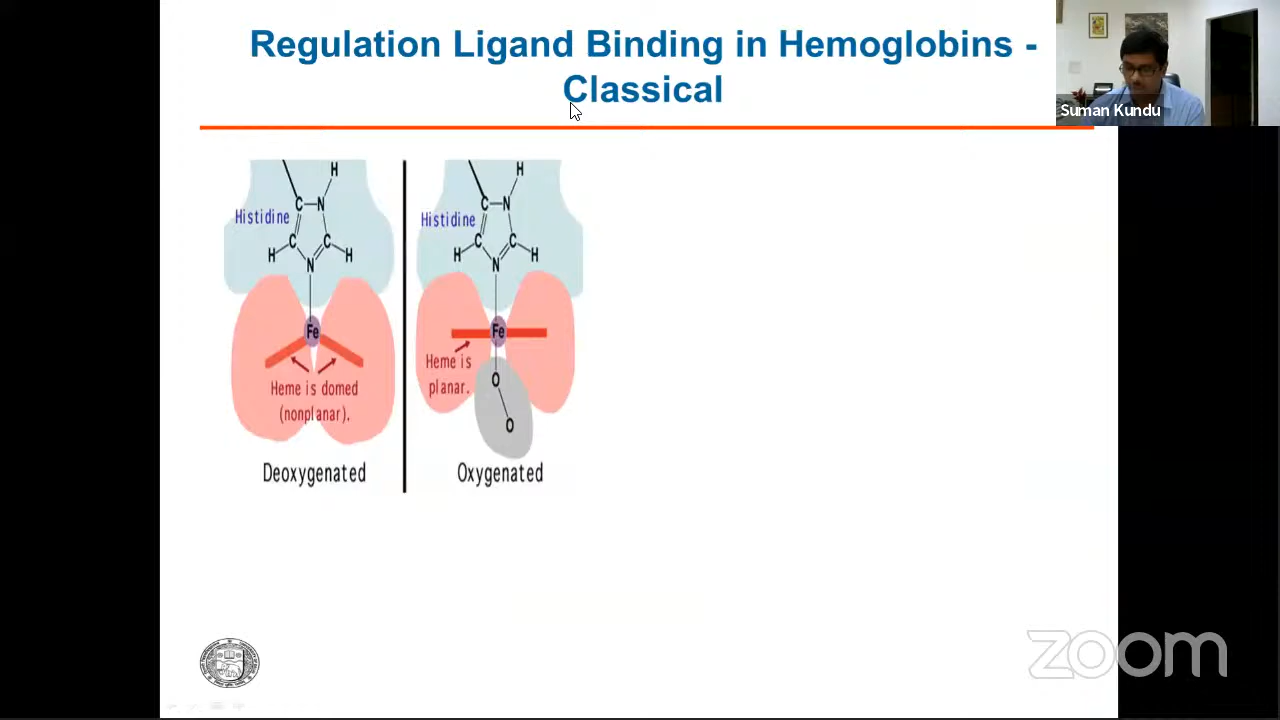 Regulation Ligand Binding in Hemoglobins -
Classical
Suman Kundu
H
C N
Histidine
C C
H H
N
Fe
Heme is domed
(nonplanar).
Deoxygenated
H
C N
Histidine
C C
H H
N
Fe
Heme is
planar.
O
O
Oxygenated
zoom